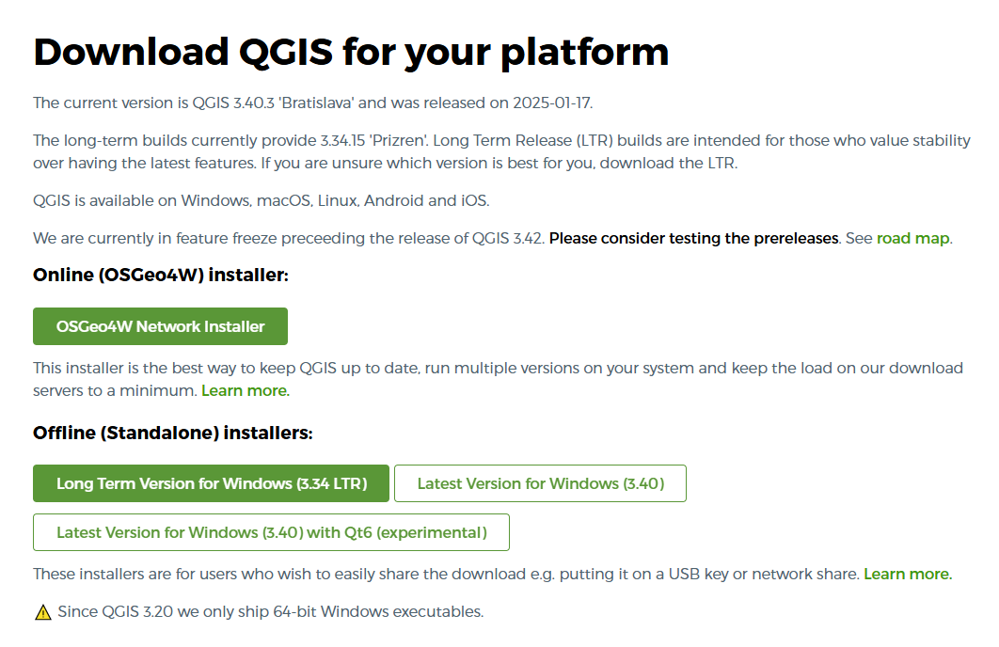 Download QGIS for your platform
The current version is QGIS 3.40.3 'Bratislava' and was released on 2025-01-17.
The long-term builds currently provide 3.34.15 'Prizren'. Long Term Release (LTR) builds are intended for those who value stability
over having the latest features. If you are unsure which version is best for you, download the LTR.
QGIS is available on Windows, macOS, Linux, Android and iOS.
We are currently in feature freeze preceeding the release of QGIS 3.42. Please consider testing the prereleases. See road map.
Online (OSGeo4W) installer:
OSGeo4W Network Installer
This installer is the best way to keep QGIS up to date, run multiple versions on your system and keep the load on our download
servers to a minimum. Learn more.
Offline (Standalone) installers:
Long Term Version for Windows (3.34 LTR) Latest Version for Windows (3.40)
Latest Version for Windows (3.40) with Qt6 (experimental)
These installers are for users who wish to easily share the download e.g. putting it on a USB key or network share. Learn more.
Since QGIS 3.20 we only ship 64-bit Windows executables.